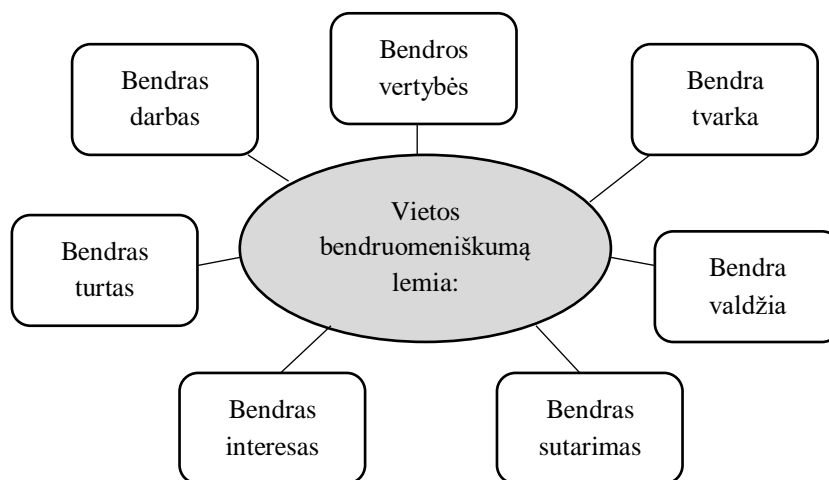 Bendros
vertybės
Bendras
darbas
Bendra
tvarka
Vietos
bendruomeniškumą
lemia:
Bendras
turtas
Bendra
valdžia
Bendras
interesas
Bendras
sutarimas